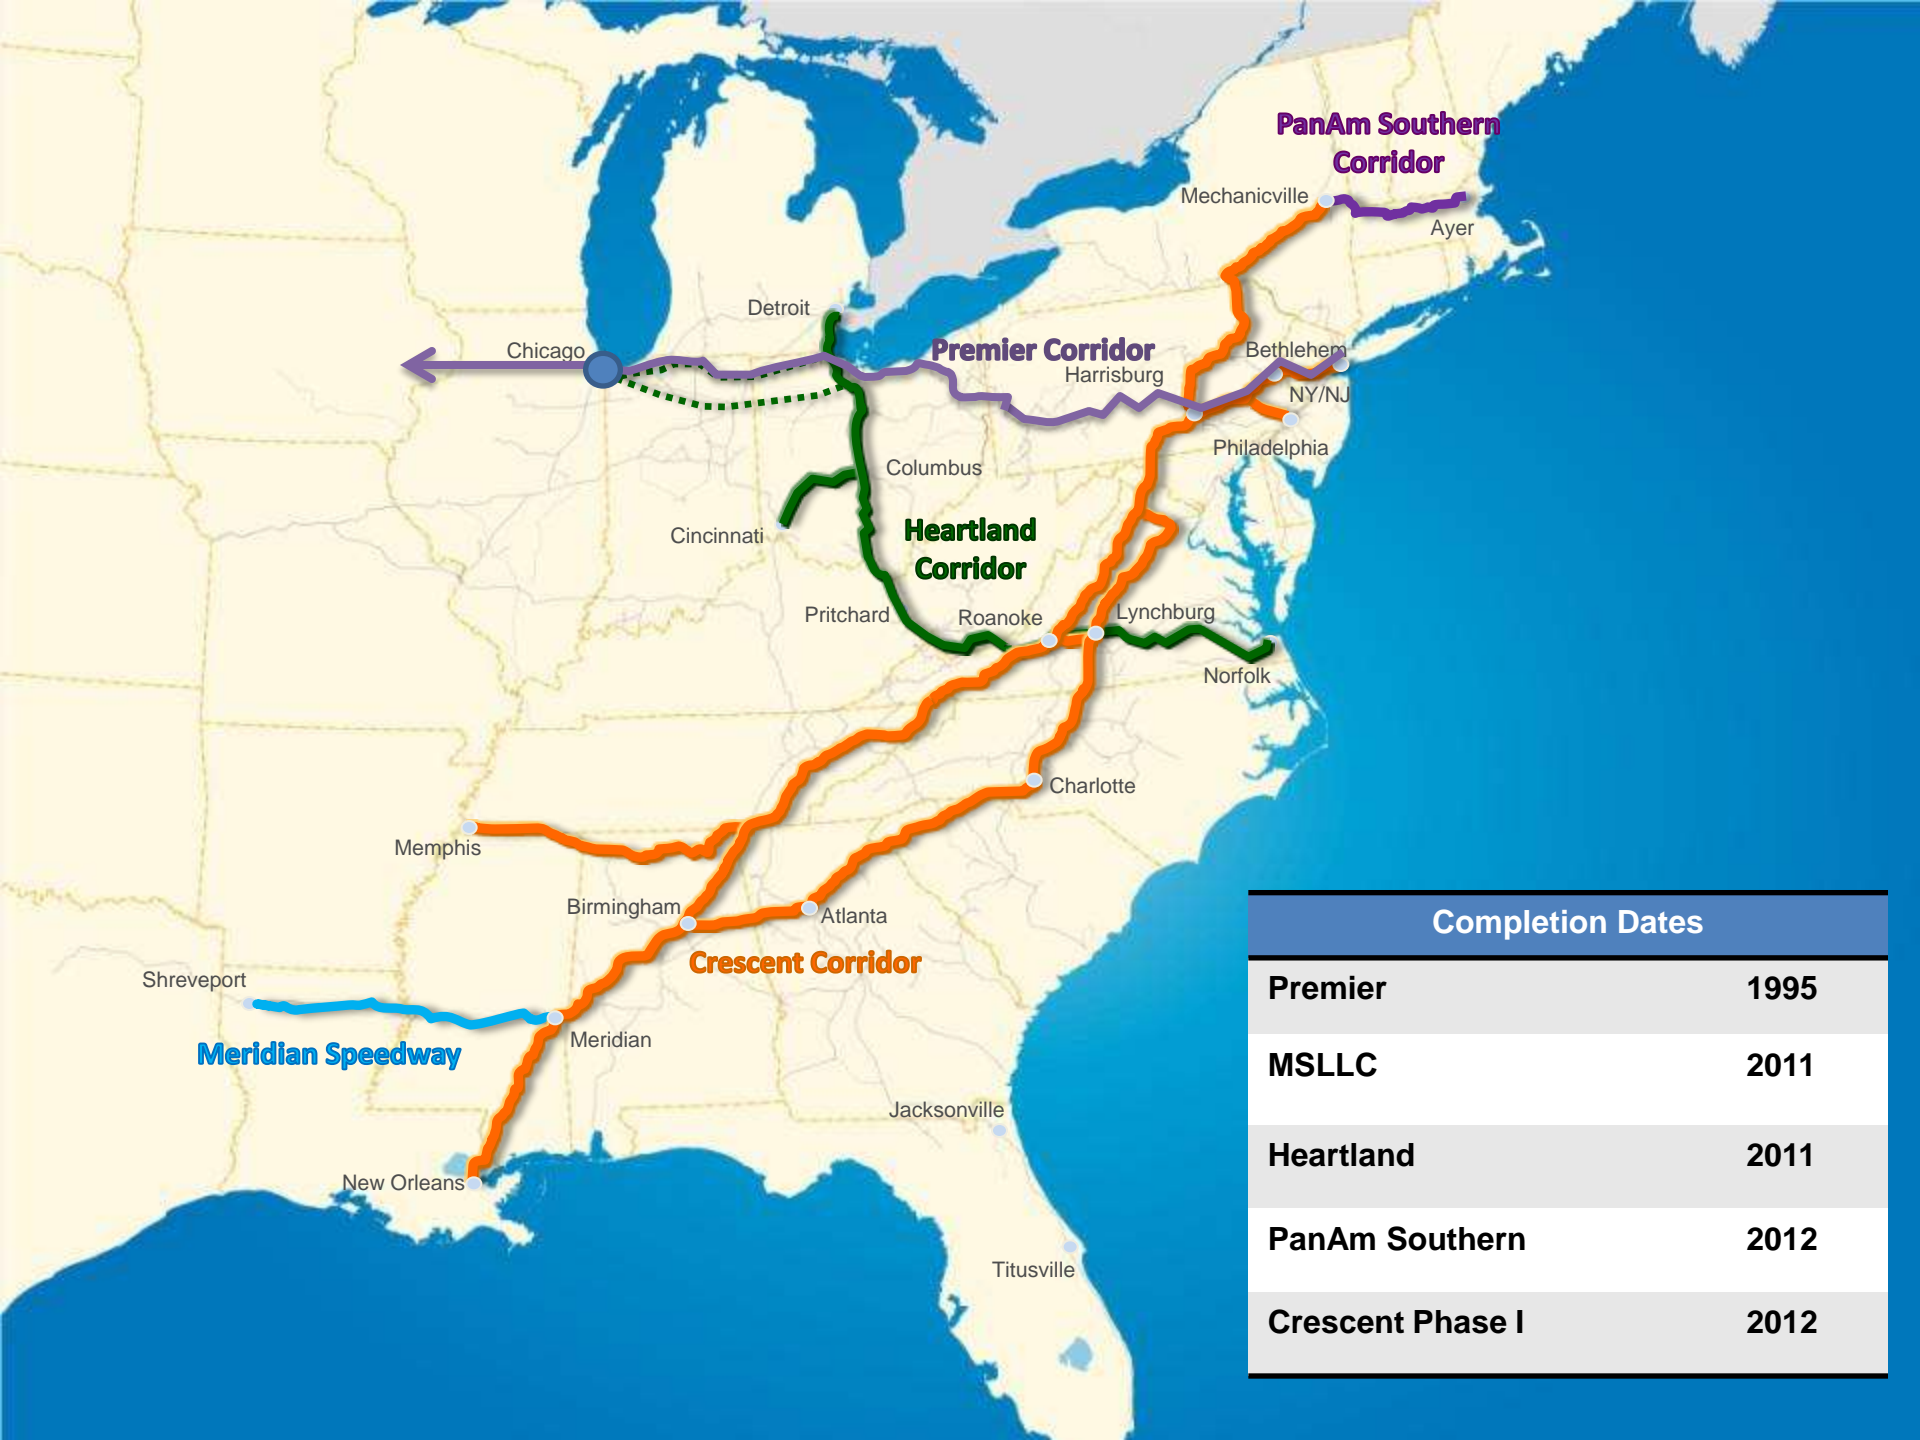 PanAm Southern
Corridor
Mechanicville
Ayer
Detroit
Chicago
Premier Corridor
Bethlehem
Harrisburg
NY/NJ
Philadelphia
Columbus
Cincinnati
Heartland
Corridor
Pritchard
Roanoke
Lynchburg
Norfolk
Charlotte
Memphis
Birmingham
Atlanta
Crescent Corridor
Shreveport
Meridian
Meridian Speedway
Jacksonville
New Orleans
Titusville
Completion Dates
Premier 1995
MSLLC 2011
Heartland 2011
PanAm Southern 2012
Crescent Phase I 2012